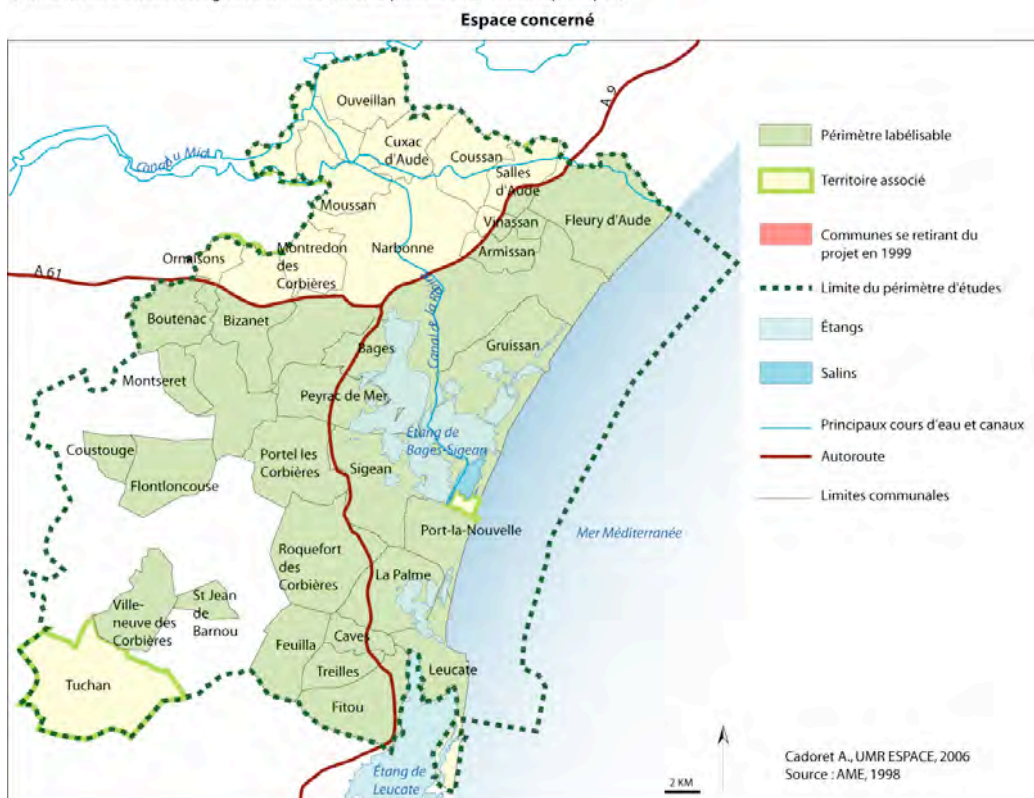 Espace concerné
A 9
Ouveillan
Cuxac
d'Aude
Coussan
Salles
d'Aude
Canal du Midi
Moussan
Vinassan
Fleury d'Aude
Narbonne
Armissan
Ornaisons
Montredon
des
Corbières
A 61
Canal de la
Boutenac
Bizanet
Bages
Gruissan
Montseret
Peyrac de Mer
Étang de
Bages-Sigean
Coustouge
Portel les
Corbières
Sigean
Flontloncouse
Port-la-Nouvelle
Mer Méditerranée
Roquefort
des
Corbières
La Palme
Ville-
neuve des
Corbières
St Jean
de
Barnou
Feuilla
Caves
Treilles
Leucate
Tuchan
Fitou
Étang de
Leucate
2 KM
Périmètre labélisable
Territoire associé
Communes se retirant du
projet en 1999
Limite du périmètre d'études
Étangs
Salins
Principaux cours d'eau et canaux
Autoroute
Limites communales
Cadoret A., UMR ESPACE, 2006
Source : AME, 1998